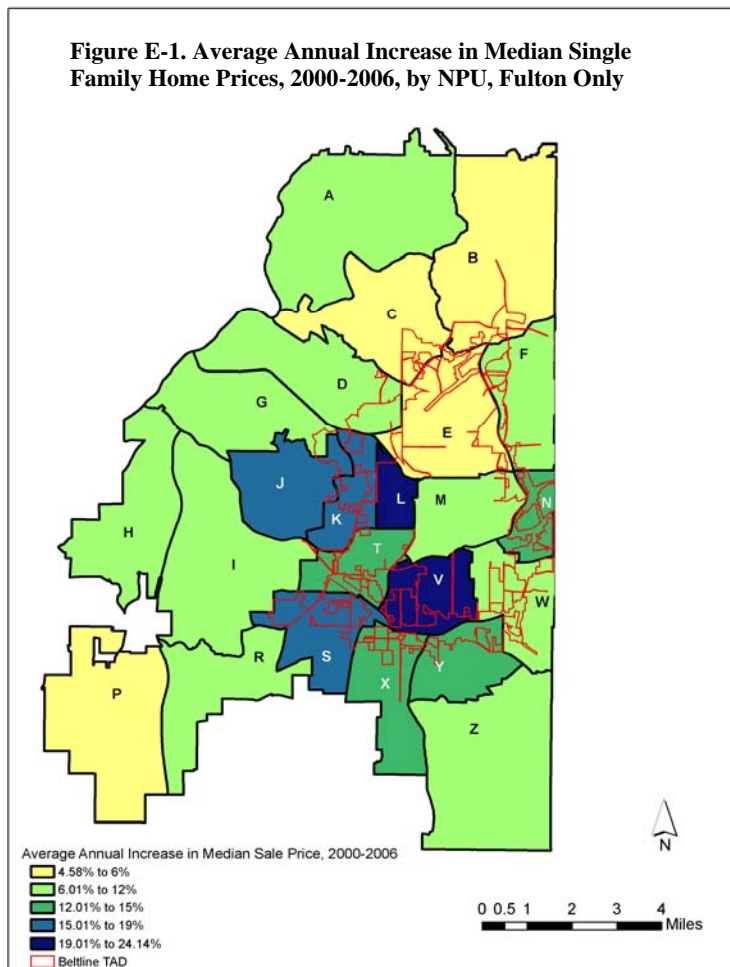 Figure E-1. Average Annual Increase in Median Single
Family Home Prices, 2000-2006, by NPU, Fulton Only
A
B
C
F
D
G
E
J
L
M
N
K
H
T
I
V
W
R
S
X
Y
P
Z
N
Average Annual Increase in Median Sale Price, 2000-2006
4.58% to 6%
6.01% to 12%
12.01% to 15%
15.01% to 19%
19.01% to 24.14%
Beltline TAD
0 0.5 1 2 3 4
Miles